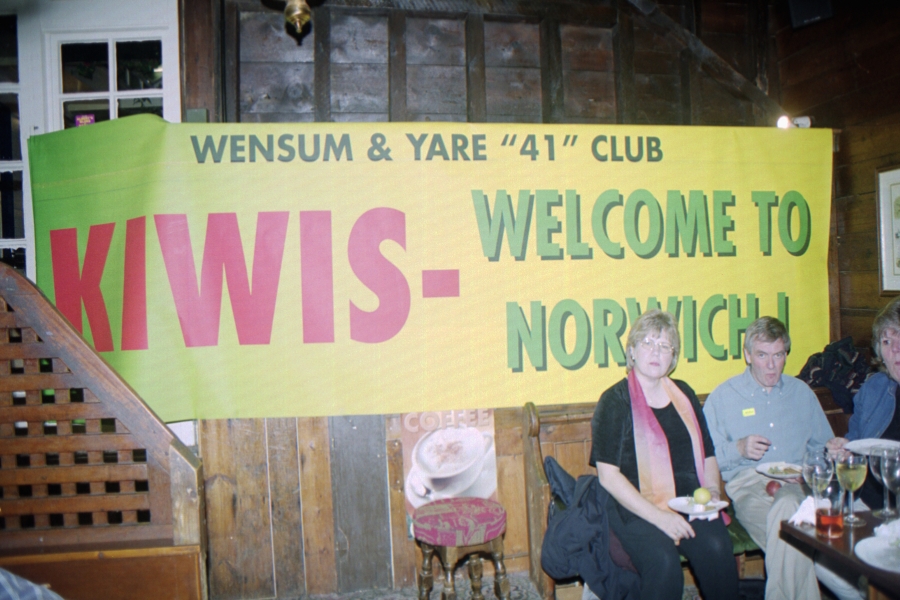 WENSUM & YARE "41" CLUB
KIWIS-
WELCOME TO
NORWICH !
COFFEE